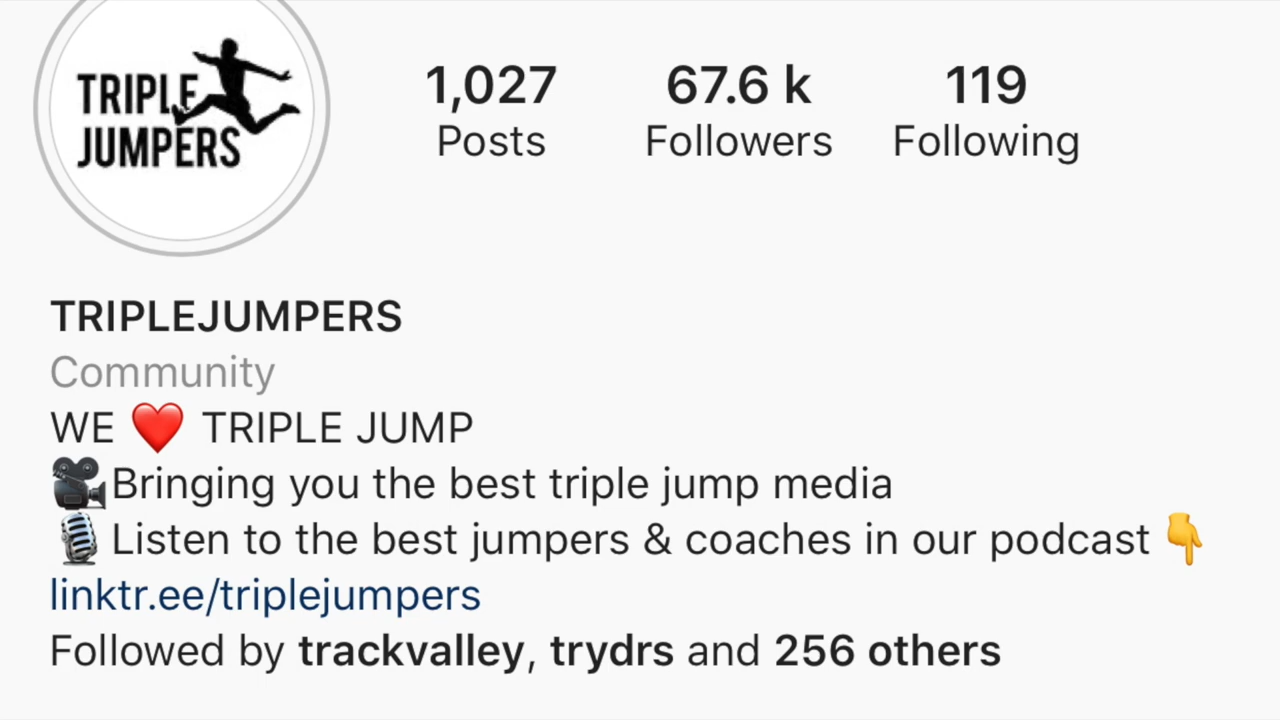 TRIPLE
JUMPERS
1,027 67.6 k 119
Posts Followers Following
TRIPLEJUMPERS
Community
WE ❤️ TRIPLE JUMP
🎥Bringing you the best triple jump media
🎙Listen to the best jumpers & coaches in our podcast 👇
linktr.ee/triplejumpers
Followed by trackvalley, trydrs and 256 others